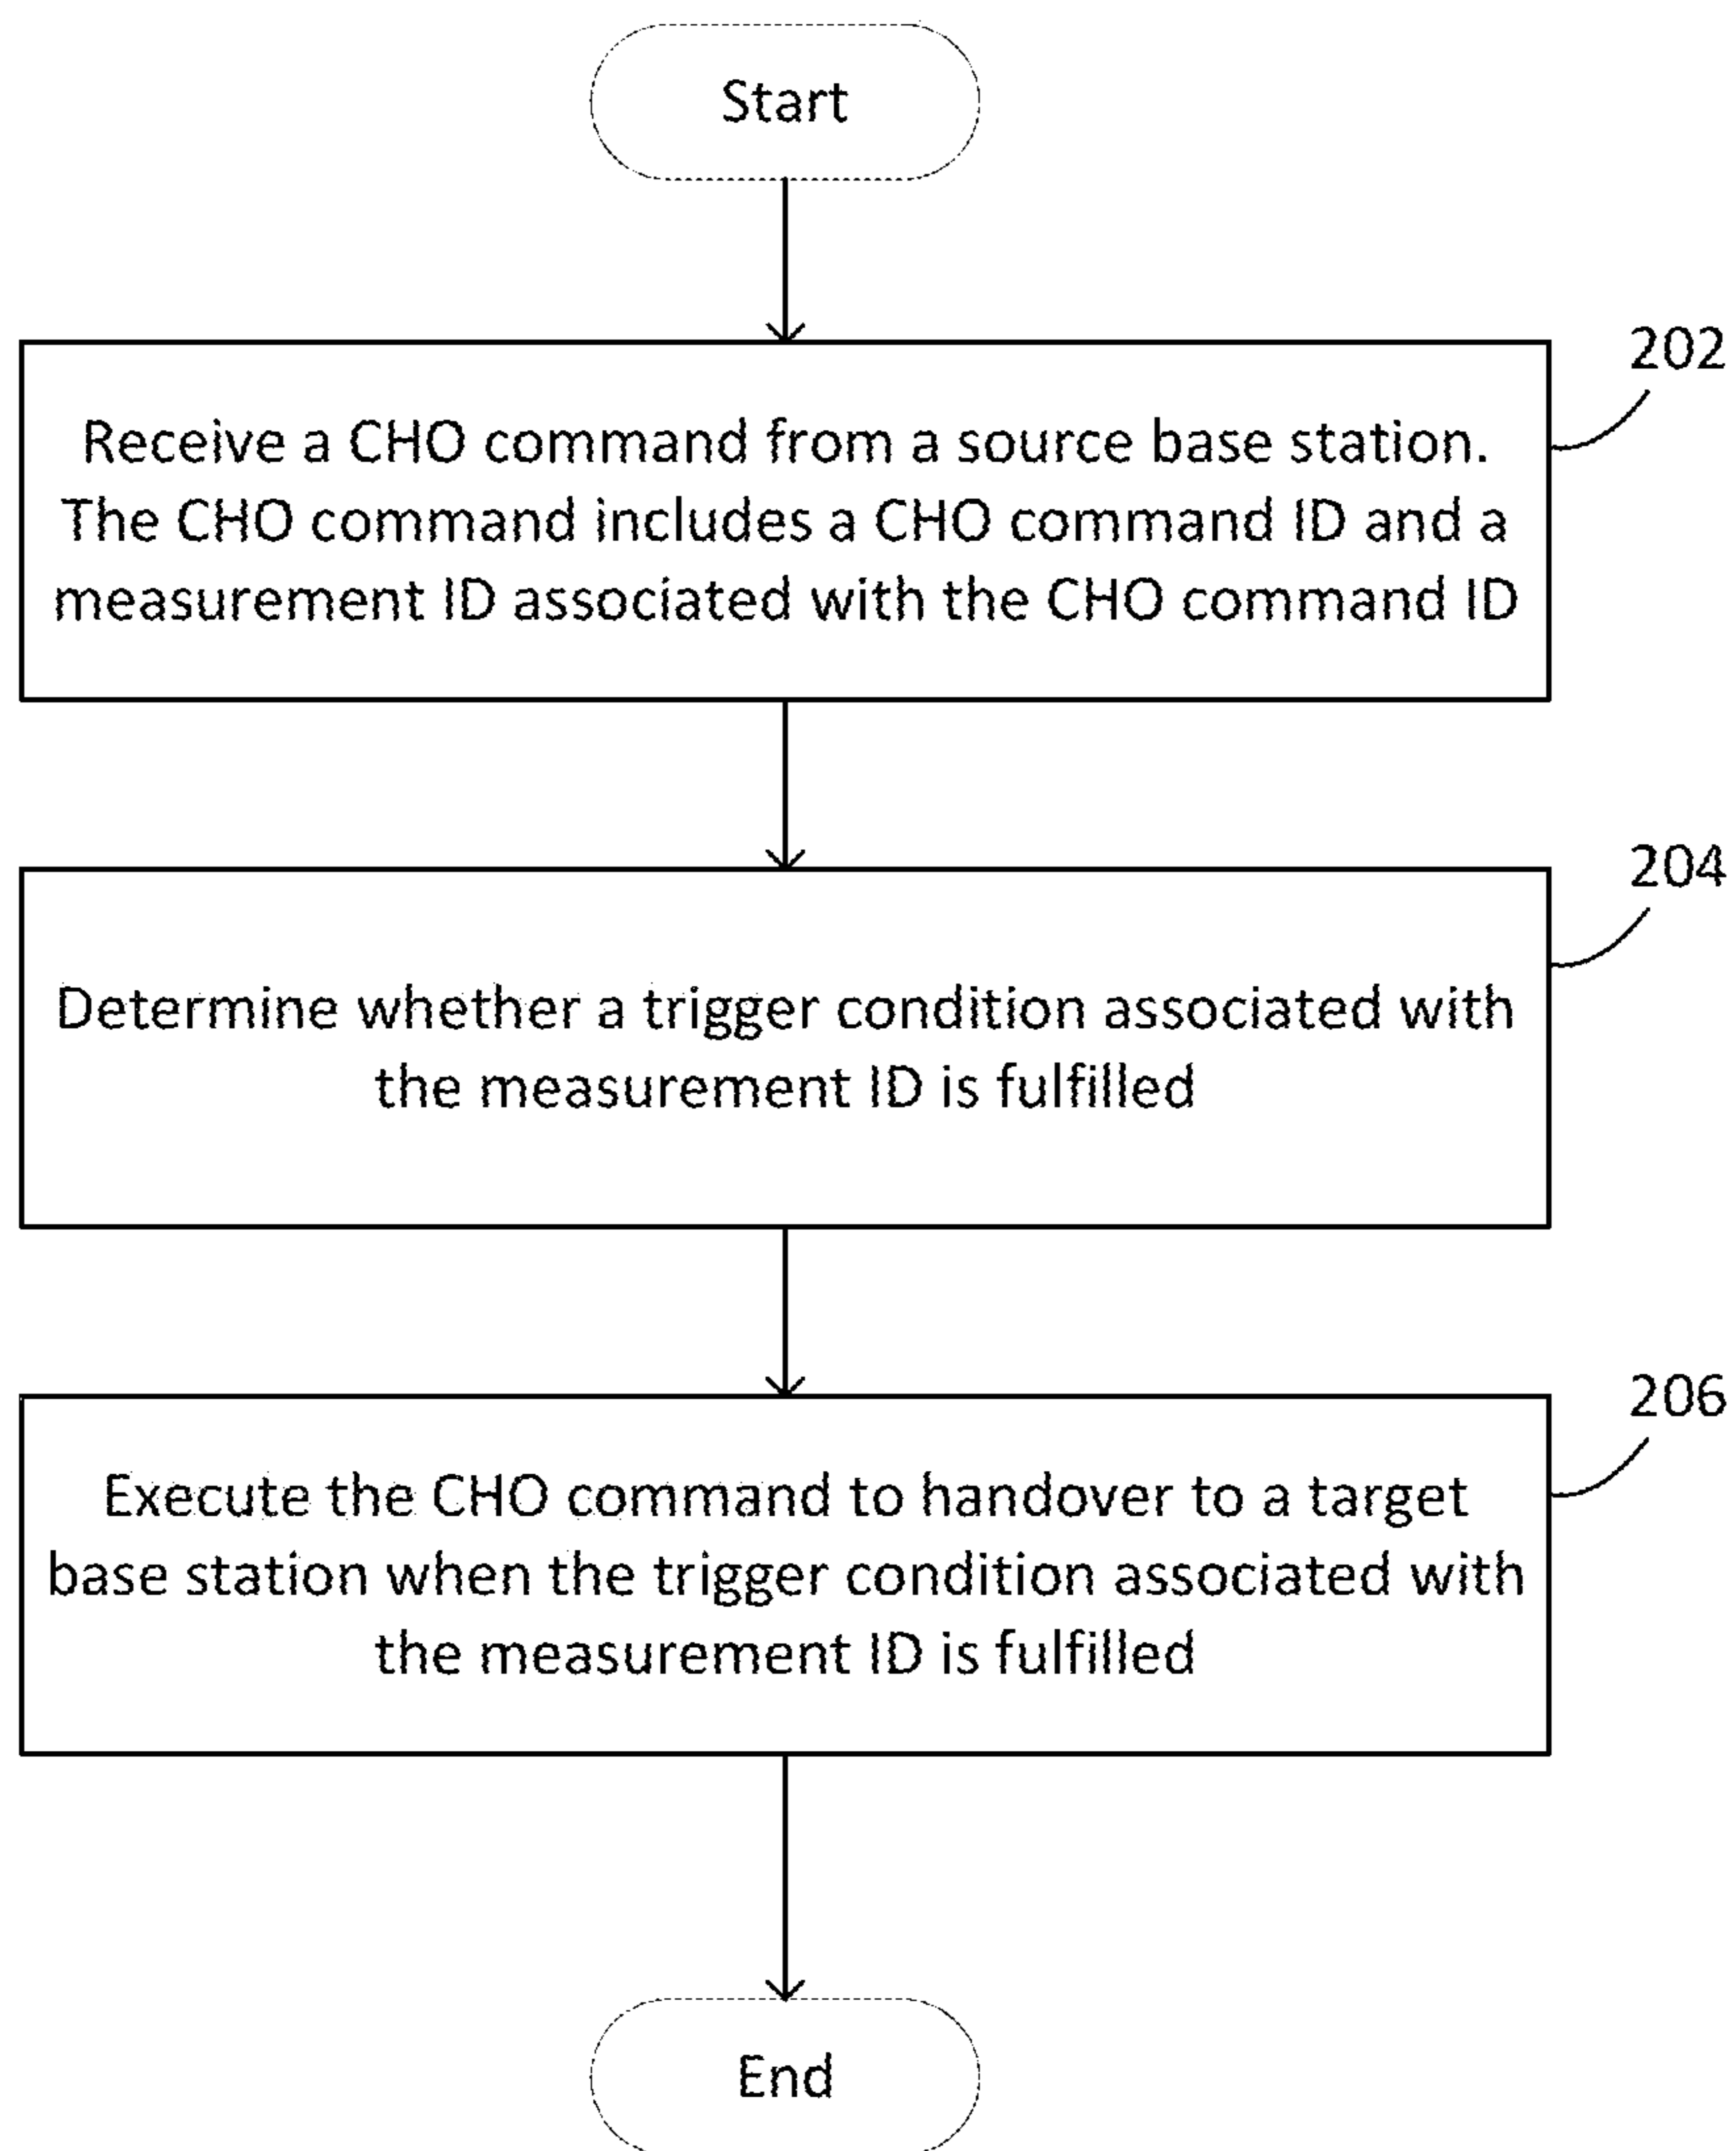 Start
202
Receive a CHO command from a source base station.
The CHO command includes a CHO command ID and a
measurement ID associated with the CHO command ID
204
Determine whether a trigger condition associated with
the measurement ID is fulfilled
206
Execute the CHO command to handover to a target
base station when the trigger condition associated with
the measurement ID is fulfilled
End